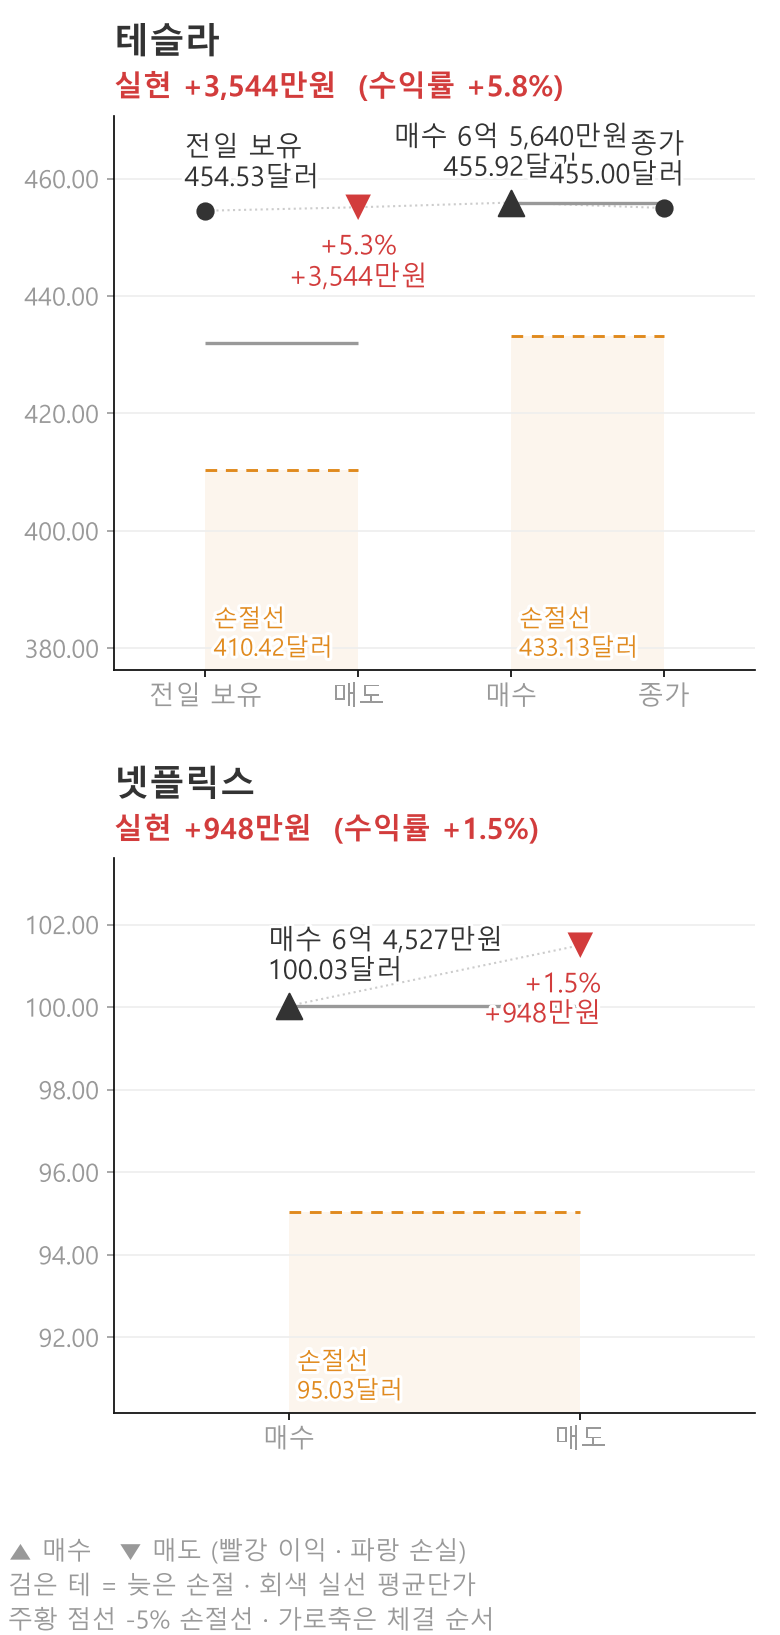 테슬라
실현 +3,544만원 (수익률 +5.8%)
전일 보유
454.53달러
매수 6억 5,640만원
455.92달러
종가
455.00달러
+5.3%
+3,544만원
460.00
440.00
420.00
400.00
380.00
손절선
410.42달러
손절선
433.13달러
전일 보유
매도
매수
종가
넷플릭스
실현 +948만원 (수익률 +1.5%)
매수 6억 4,527만원
100.03달러
+1.5%
+948만원
102.00
100.00
98.00
96.00
94.00
92.00
손절선
95.03달러
매수
매도
▲ 매수 ▼ 매도 (빨강 이익 · 파랑 손실)
검은 테 = 늦은 손절 · 회색 실선 평균단가
주황 점선 -5% 손절선 · 가로축은 체결 순서